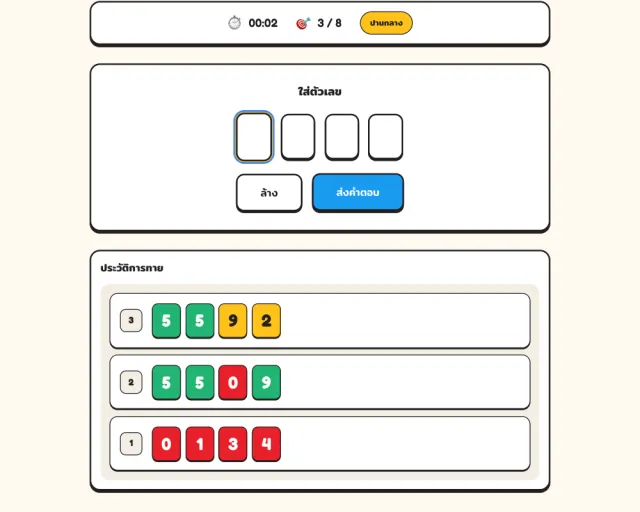 00:02 3 / 8 ปานกลาง
ใส่ตัวเลข
ล้าง ส่งคำตอบ
ประวัติการทาย
3 5 5 9 2
2 5 5 0 9
1 0 1 3 4